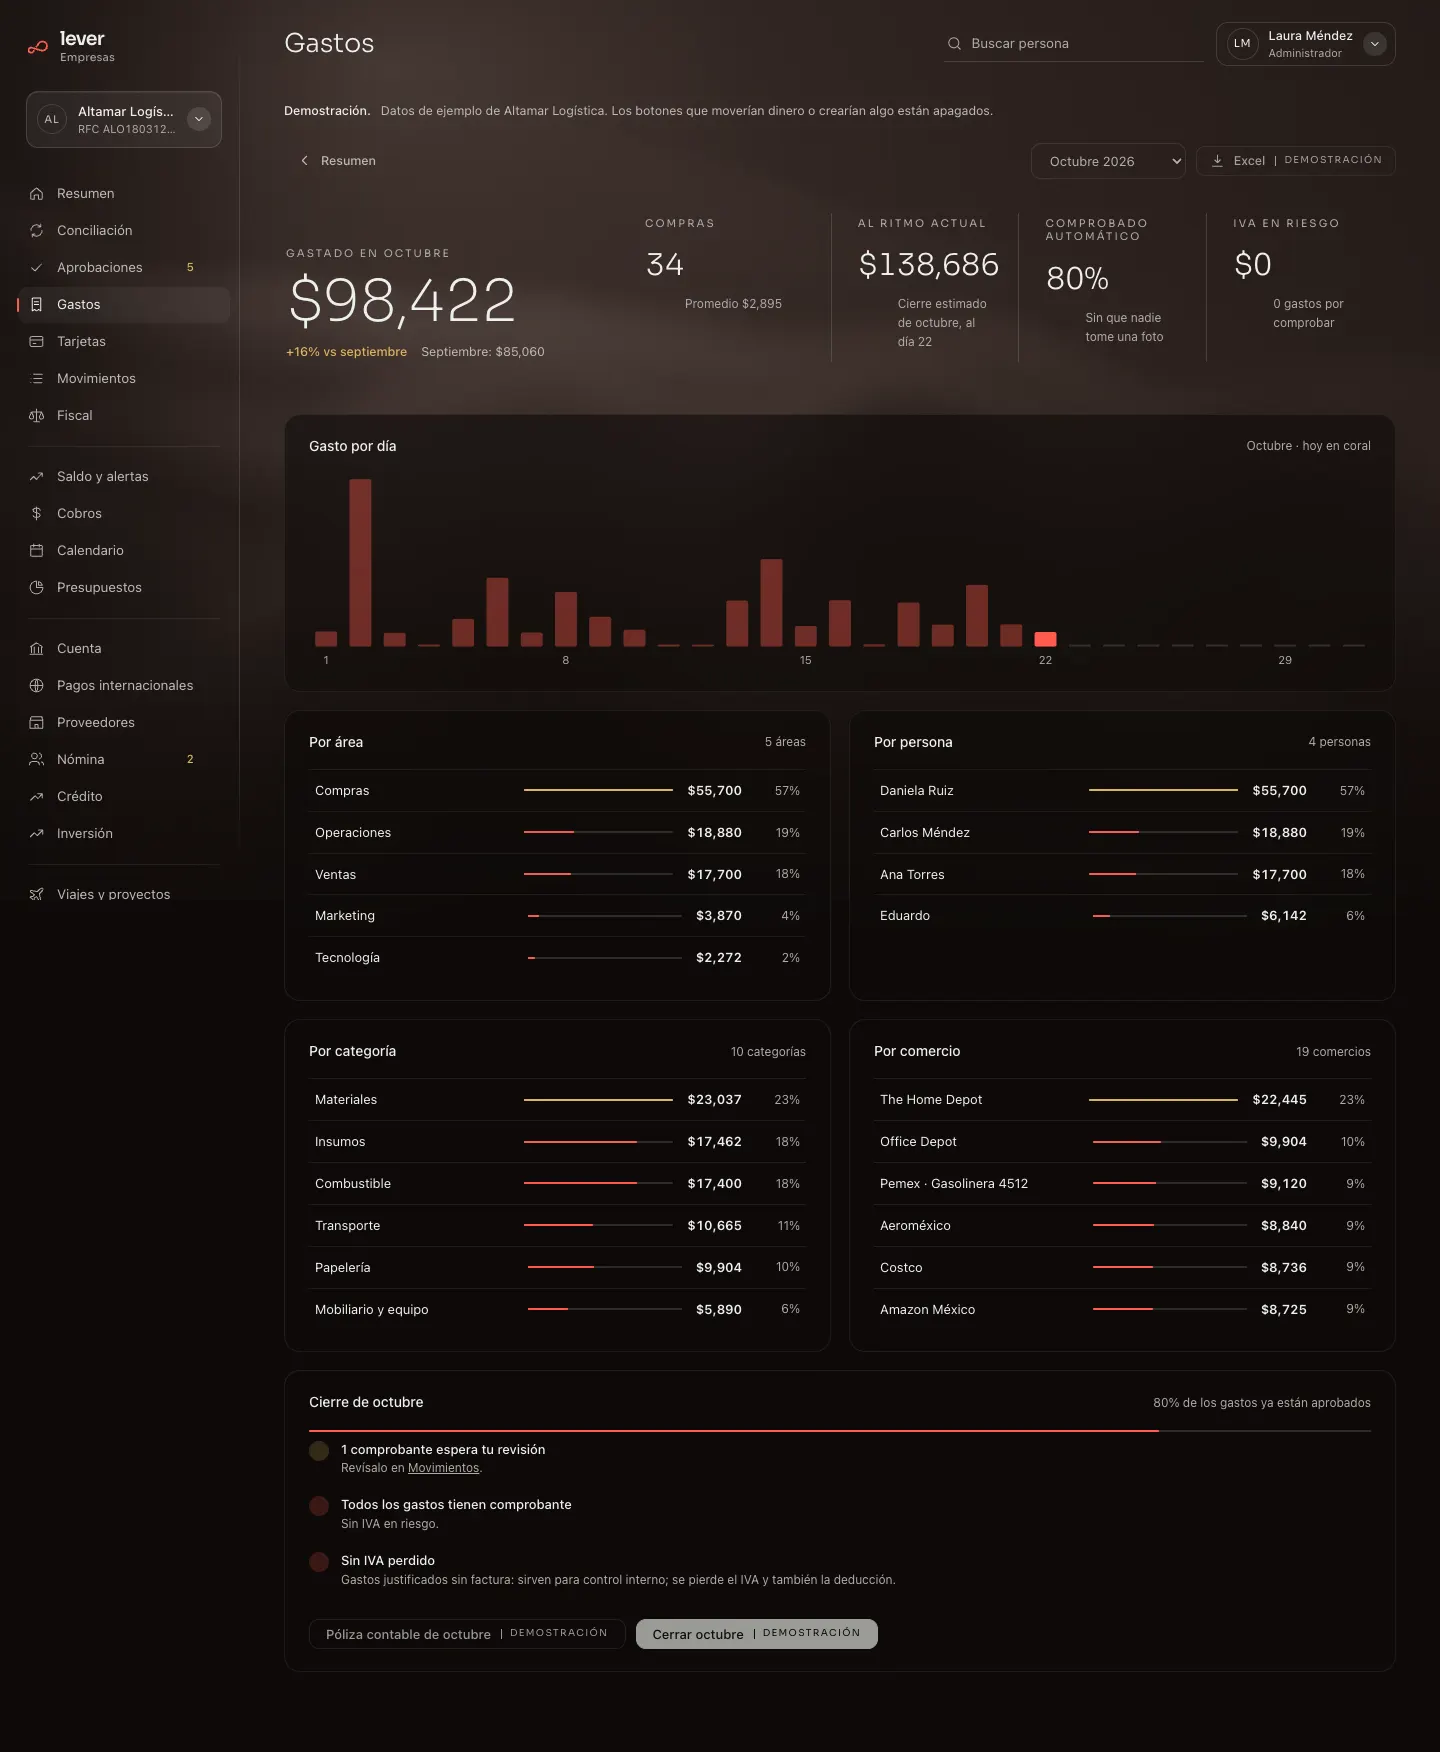 lever
Empresas
Gastos
Buscar persona
LM
Laura Méndez
Administrador
AL
Altamar Logís...
RFC ALO180312...
Demostración. Datos de ejemplo de Altamar Logística. Los botones que moverían dinero o crearían algo están apagados.
Resumen
Octubre 2026
Excel | DEMOSTRACIÓN
Resumen
Conciliación
Aprobaciones 5
Gastos
Tarjetas
Movimientos
Fiscal
Saldo y alertas
Cobros
Calendario
Presupuestos
Cuenta
Pagos internacionales
Proveedores
Nómina 2
Crédito
Inversión
Viajes y proyectos
GASTADO EN OCTUBRE
$98,422
+16% vs septiembre Septiembre: $85,060
COMPRAS
34
Promedio $2,895
AL RITMO ACTUAL
$138,686
Cierre estimado
de octubre, al
día 22
COMPROBADO
AUTOMÁTICO
80%
Sin que nadie
tome una foto
IVA EN RIESGO
$0
0 gastos por
comprobar
Gasto por día
Octubre · hoy en coral
1 8 15 22 29
Por área 5 áreas
Compras $55,700 57%
Operaciones $18,880 19%
Ventas $17,700 18%
Marketing $3,870 4%
Tecnología $2,272 2%
Por persona 4 personas
Daniela Ruiz $55,700 57%
Carlos Méndez $18,880 19%
Ana Torres $17,700 18%
Eduardo $6,142 6%
Por categoría 10 categorías
Materiales $23,037 23%
Insumos $17,462 18%
Combustible $17,400 18%
Transporte $10,665 11%
Papelería $9,904 10%
Mobiliario y equipo $5,890 6%
Por comercio 19 comercios
The Home Depot $22,445 23%
Office Depot $9,904 10%
Pemex · Gasolinera 4512 $9,120 9%
Aeroméxico $8,840 9%
Costco $8,736 9%
Amazon México $8,725 9%
Cierre de octubre 80% de los gastos ya están aprobados
1 comprobante espera tu revisión
Revísalo en Movimientos.
Todos los gastos tienen comprobante
Sin IVA en riesgo.
Sin IVA perdido
Gastos justificados sin factura: sirven para control interno; se pierde el IVA y también la deducción.
Póliza contable de octubre | DEMOSTRACIÓN
Cerrar octubre | DEMOSTRACIÓN